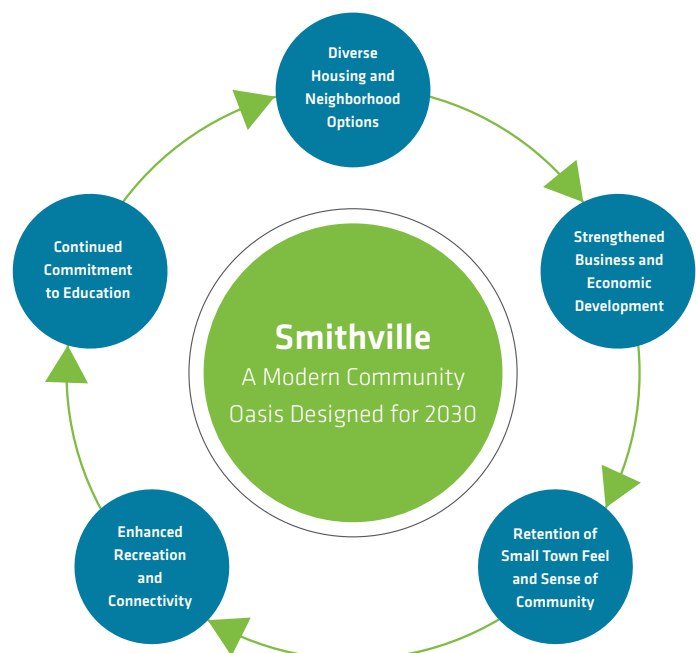 Diverse
Housing and
Neighborhood
Options
Strengthened
Business and
Economic
Development
Retention of
Small Town Feel
and Sense of
Community
Enhanced
Recreation
and
Connectivity
Continued
Commitment
to Education
Smithville
A Modern Community
Oasis Designed for 2030